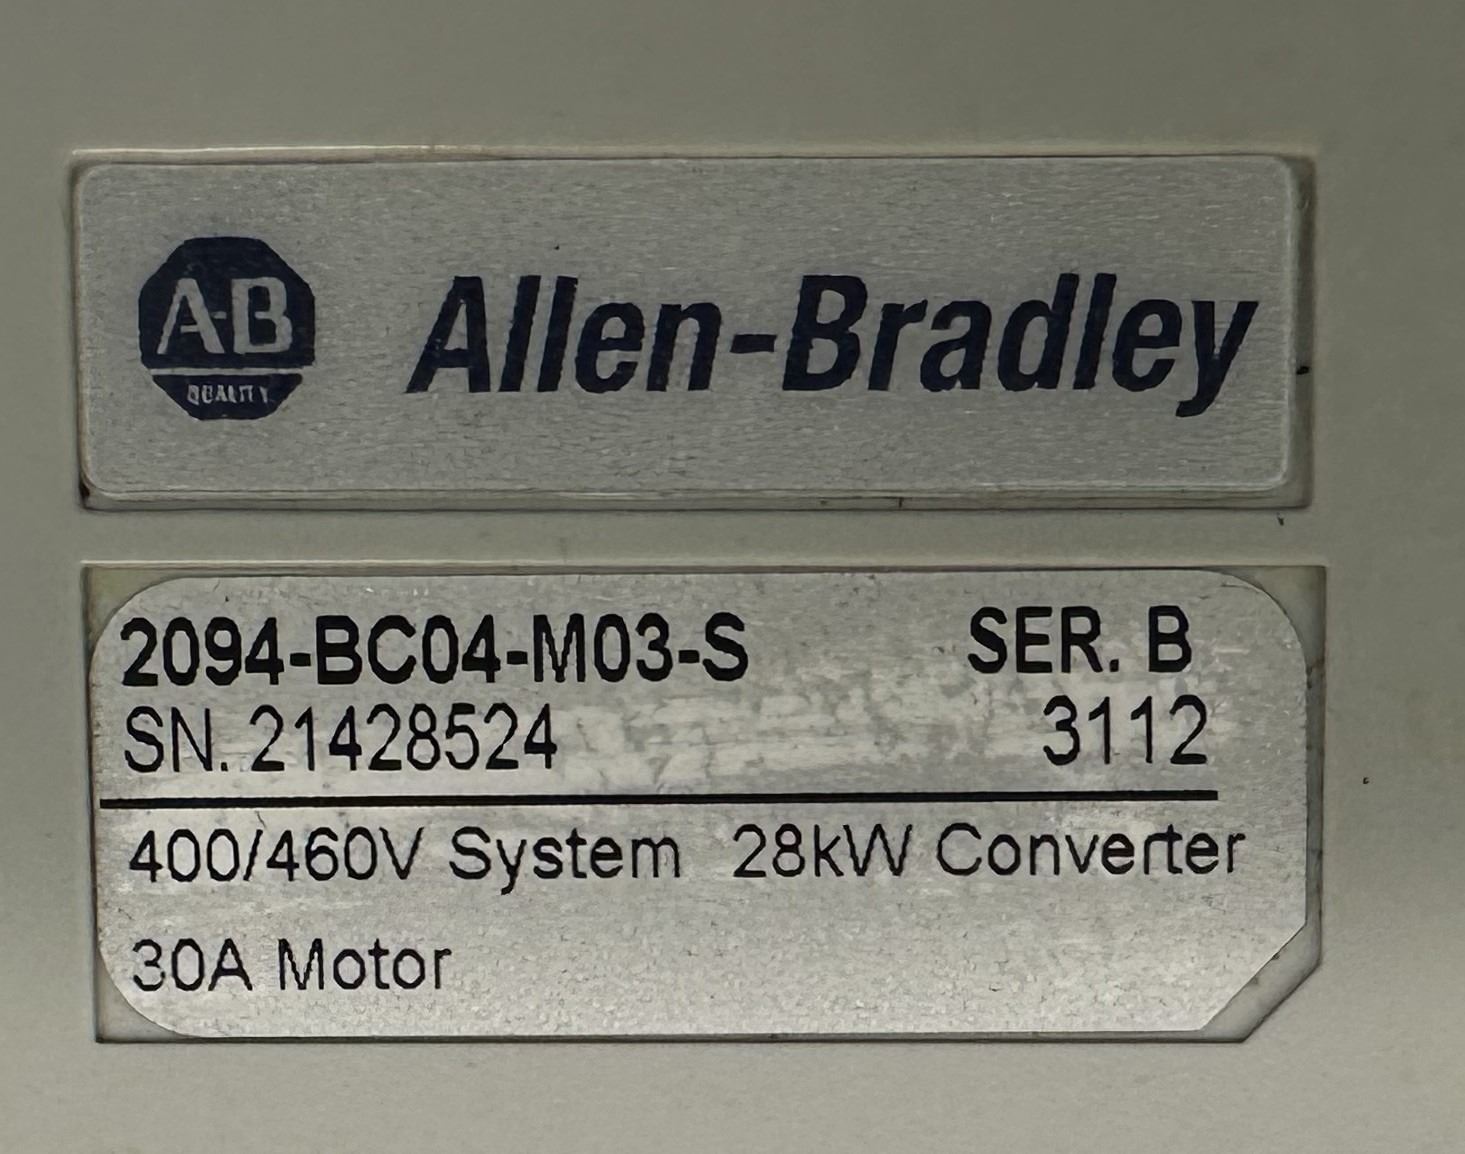 A-B
QUALITY
Allen-Bradley
2094-BC04-M03-S SER. B
SN. 21428524 3112
400/460V System 28kW Converter
30A Motor